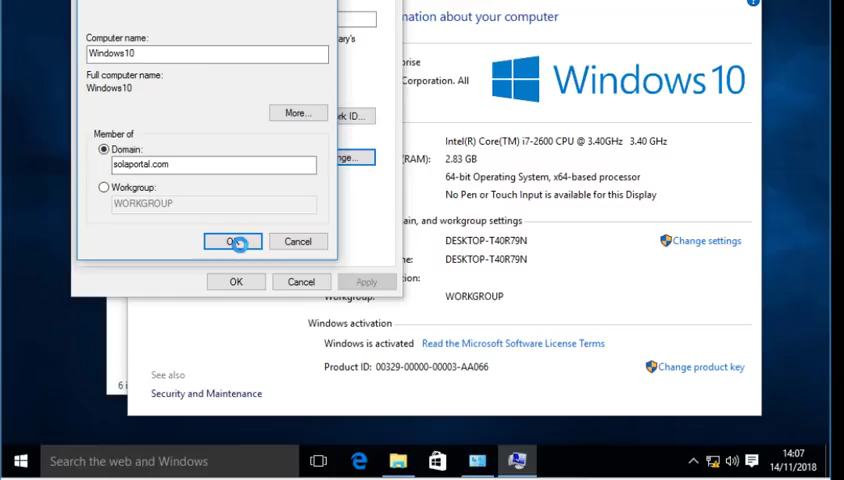 ation about your computer
Computer name:
ary's
Windows10
prise
Full computer name:
Corporation. All
Windows10
Windows 10
More...
rk ID...
Member of
Domain:
Intel(R) Core(TM) i7-2600 CPU @ 3.40GHz 3.40 GHz
solaportal.com
nge...
(RAM):
2.83 GB
64-bit Operating System, x64-based processor
Workgroup:
No Pen or Touch Input is available for this Display
WORKGROUP
ain, and workgroup settings
OK
Cancel
DESKTOP-T40R79N
Change settings
me:
DESKTOP-T40R79N
tion:
OK
Cancel
Apply
Workgroup:
WORKGROUP
Windows activation
Windows is activated Read the Microsoft Software License Terms
Product ID: 00329-00000-00003-AA066
Change product key
See also
6 i
Security and Maintenance
Search the web and Windows
14:07
14/11/2018